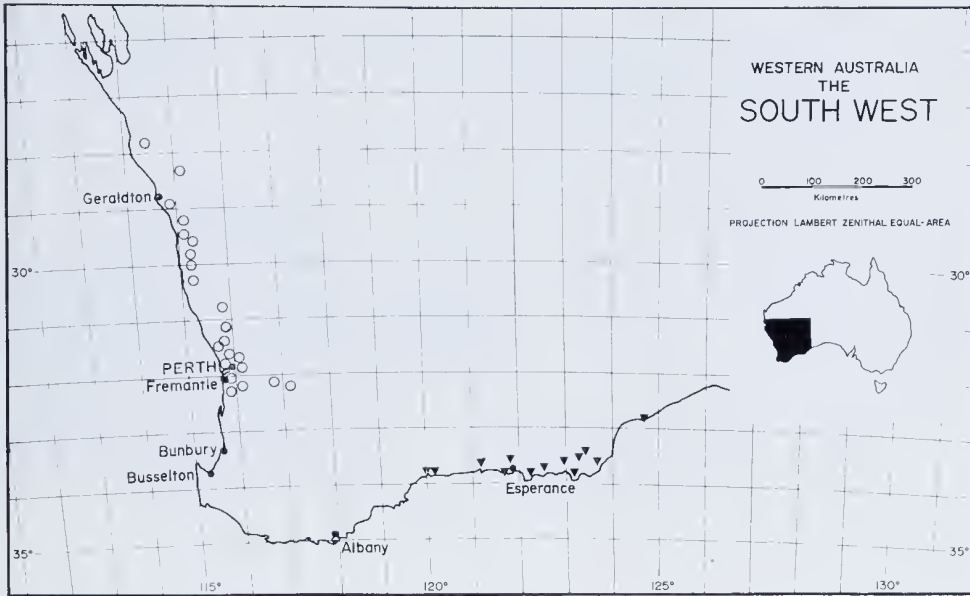 WESTERN AUSTRALIA
THE
SOUTH WEST
0 100 200 300
Kilometres
PROJECTION LAMBERT ZENITHAL EQUAL-AREA
Geraldton
30°
30°
PERTH
Fremantle
Bunbury
Busselton
Esperance
Albany
35°
35°
115°
120°
125°
130°